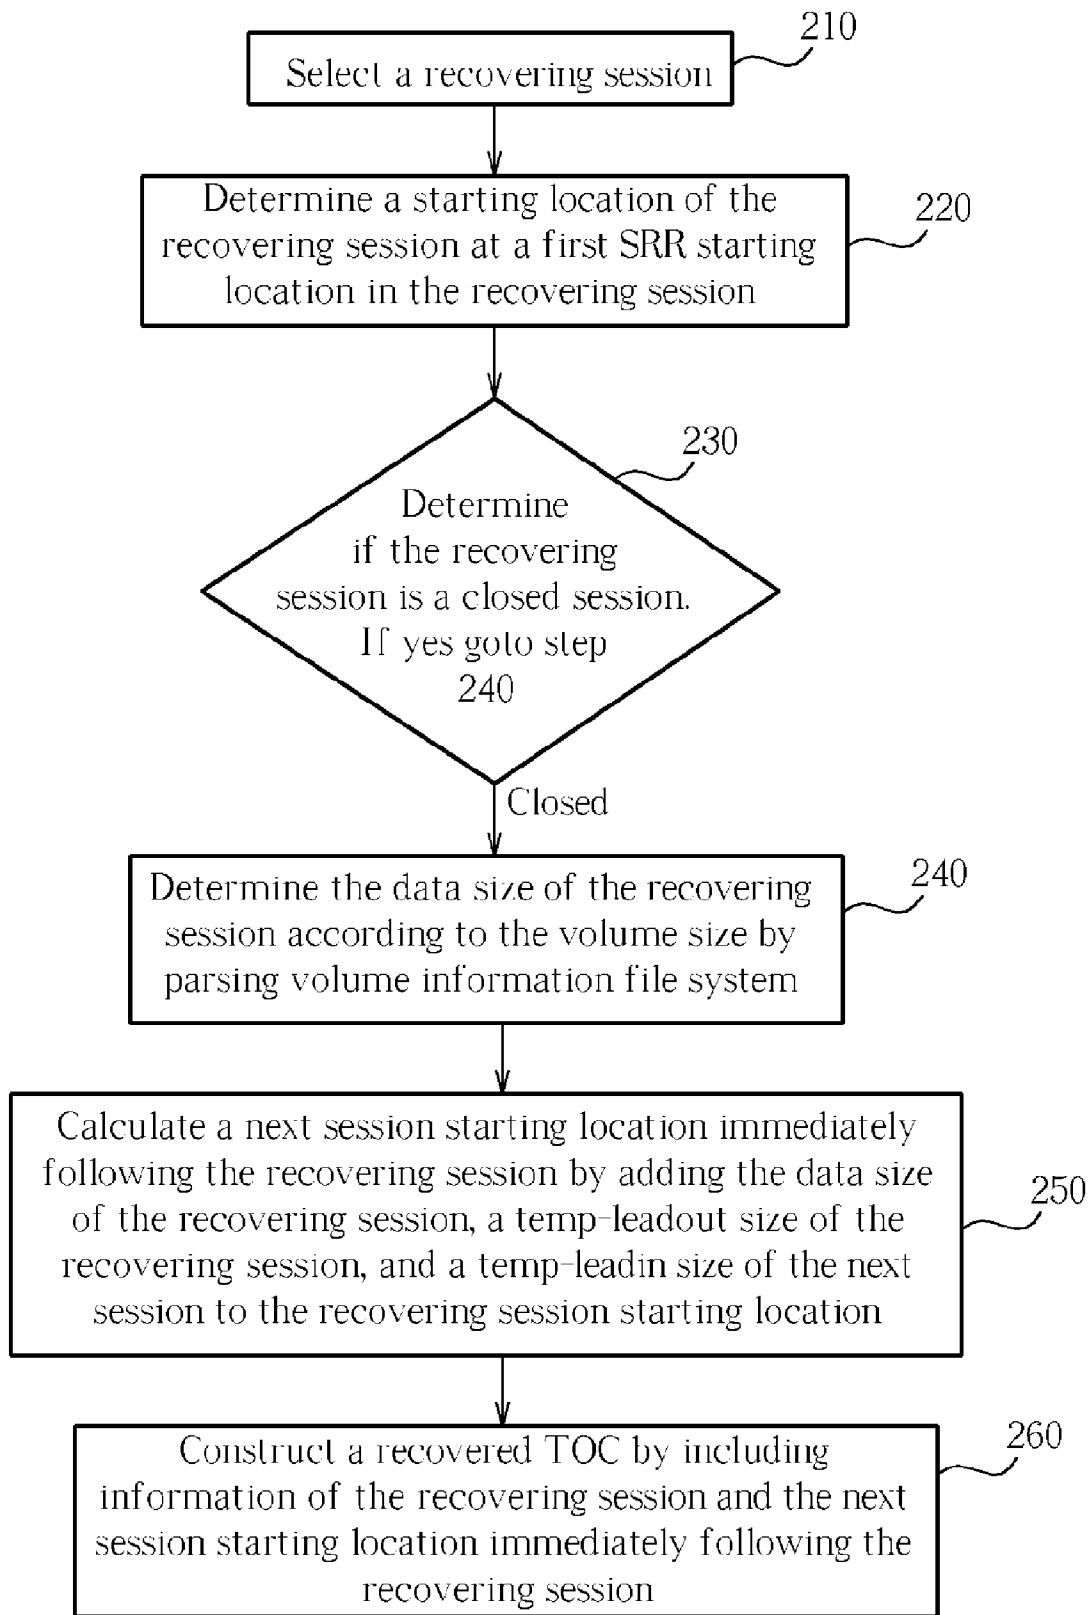 210
Select a recovering session
Determine a starting location of the
recovering session at a first SRR starting
location in the recovering session
220
230
Determine
if the recovering
session is a closed session.
If yes goto step
240
Closed
Determine the data size of the recovering
session according to the volume size by
parsing volume information file system
240
Calculate a next session starting location immediately
following the recovering session by adding the data size
of the recovering session, a temp-leadout size of the
recovering session, and a temp-leadin size of the next
session to the recovering session starting location
250
Construct a recovered TOC by including
information of the recovering session and the next
session starting location immediately following the
recovering session
260